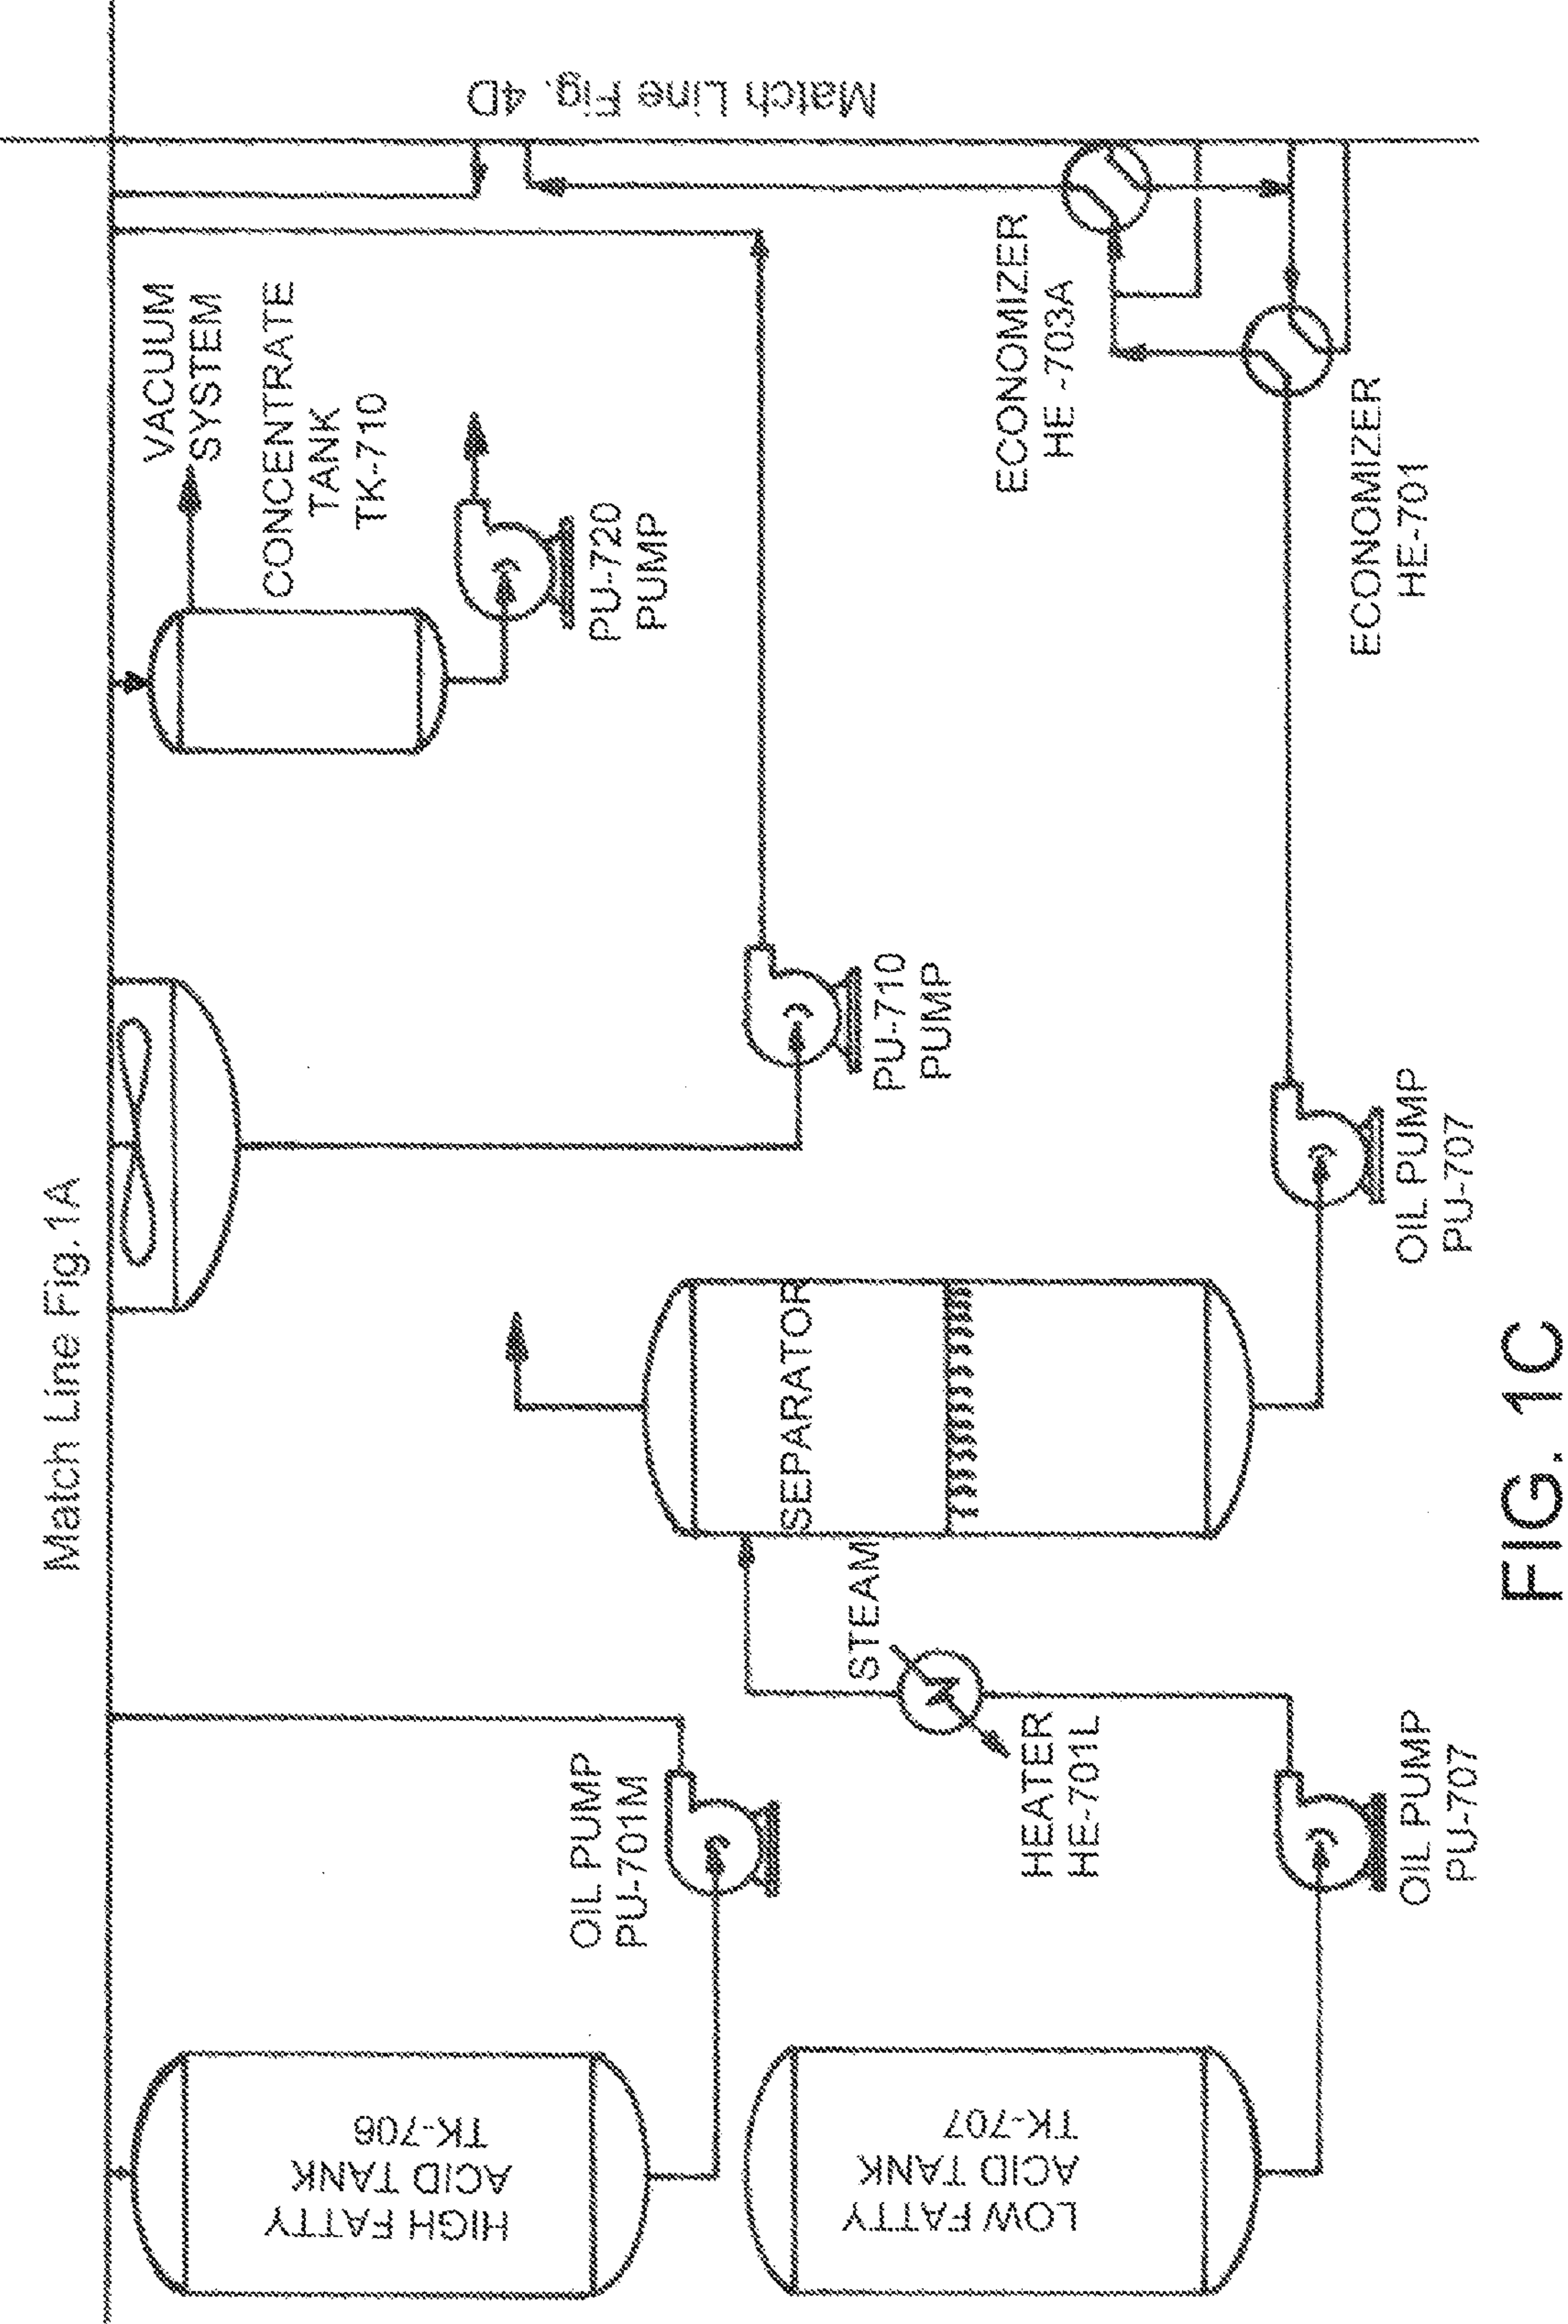 Match Line Fig.1A
Match Line Fig. 4D
VACUUM
SYSTEM
CONCENTRATE
TANK
TK-710
PU-720
PUMP
PU-710
PUMP
ECONOMIZER
HE-703A
ECONOMIZER
HE-701
OIL PUMP
PU-707
SEPARATOR
STEAM
HEATER
HE-701L
OIL PUMP
PU-701M
OIL PUMP
PU-707
HIGH FATTY
ACID TANK
TK-706
LOW FATTY
ACID TANK
TK-707
FIG. 1C